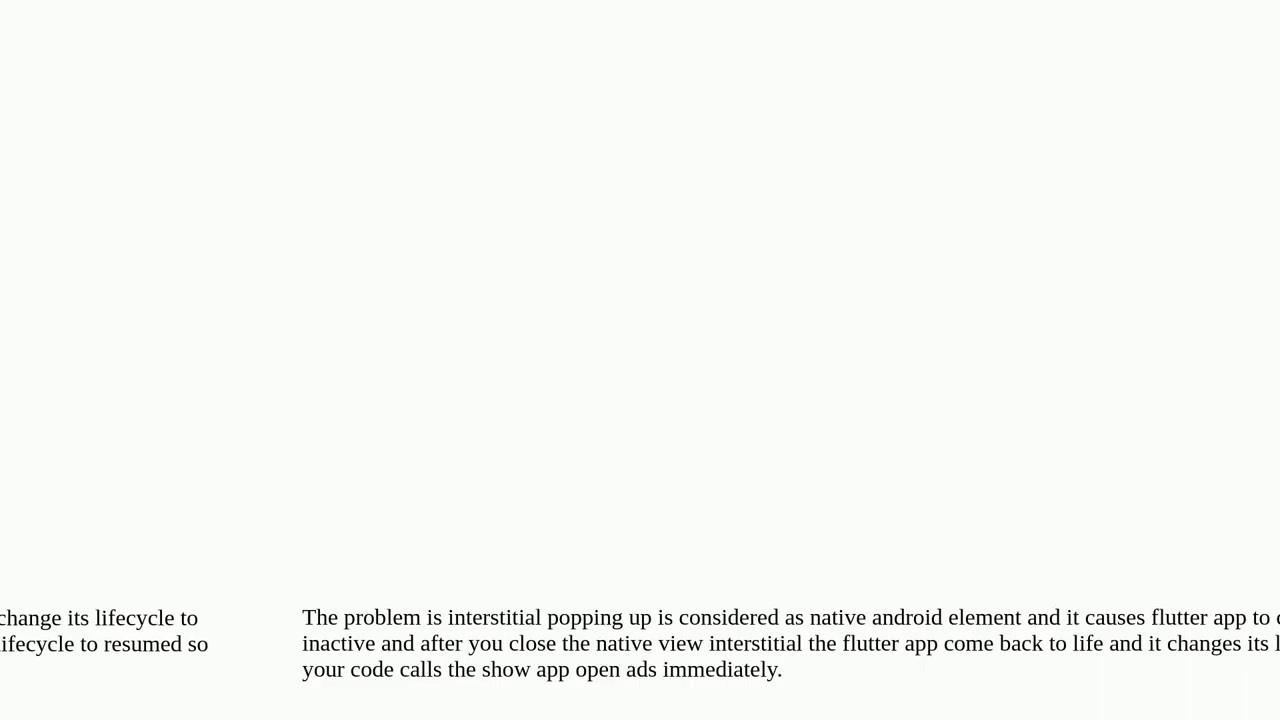 change its lifecycle to
lifecycle to resumed so
The problem is interstitial popping up is considered as native android element and it causes flutter app to
inactive and after you close the native view interstitial the flutter app come back to life and it changes its
your code calls the show app open ads immediately.